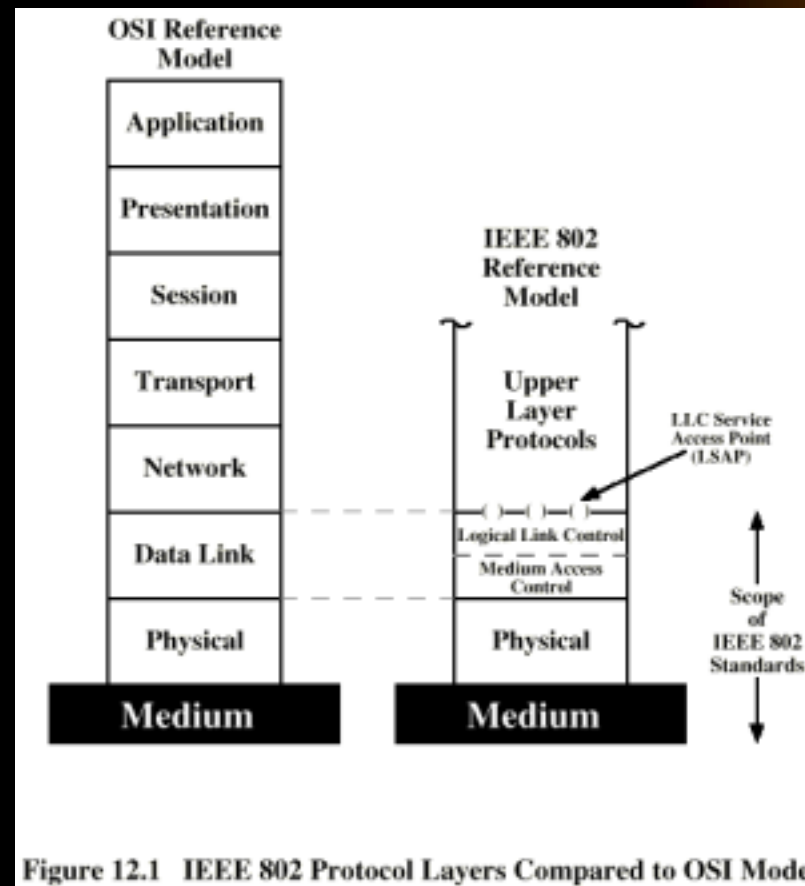 OSI Reference
Model
Application
Presentation
Session
Transport
Network
Data Link
Physical
Medium
IEEE 802
Reference
Model
Upper
Layer
Protocols
LLC Service
Access Point
(LSAP)
Logical Link Control
Medium Access
Control
Physical
Medium
Scope
of
IEEE 802
Standards
Figure 12.1 IEEE 802 Protocol Layers Compared to OSI Mode